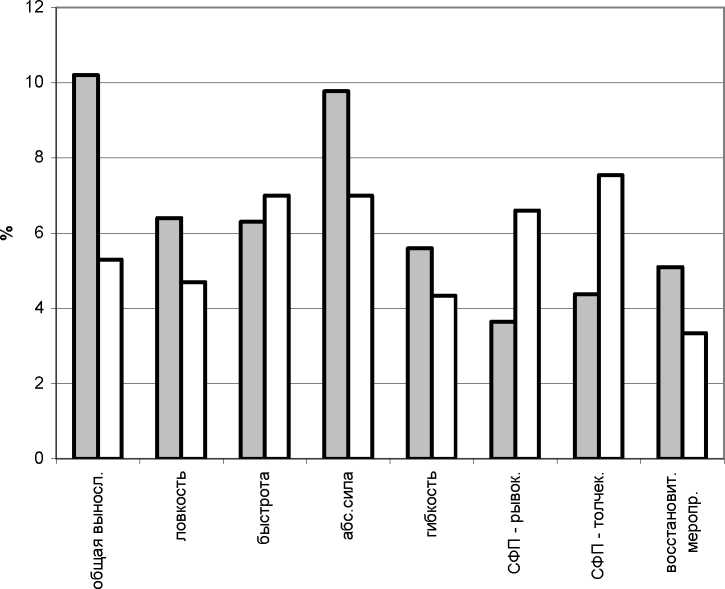 12
10
8
6
4
2
0
%
общая выносл.
ловкость
быстрота
абс.сила
гибкость
СФП - рывок.
СФП - толчек.
восстановит.
меропр.